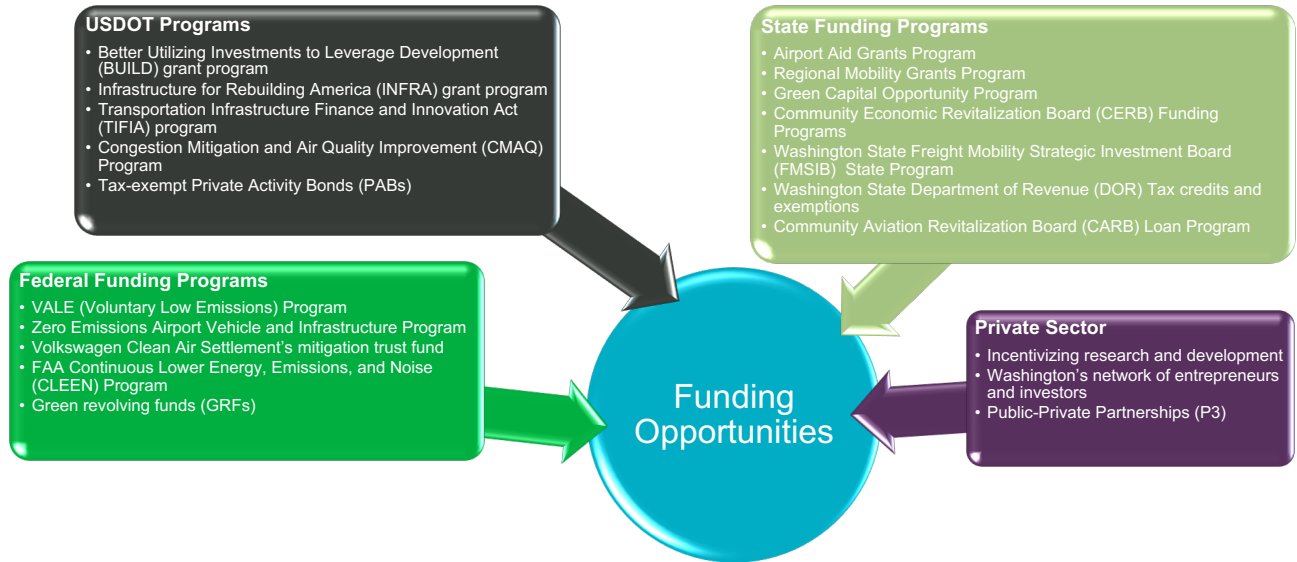 USDOT Programs
• Better Utilizing Investments to Leverage Development
(BUILD) grant program
• Infrastructure for Rebuilding America (INFRA) grant program
• Transportation Infrastructure Finance and Innovation Act
(TIFIA) program
• Congestion Mitigation and Air Quality Improvement (CMAQ)
Program
• Tax-exempt Private Activity Bonds (PABs)
State Funding Programs
• Airport Aid Grants Program
• Regional Mobility Grants Program
• Green Capital Opportunity Program
• Community Economic Revitalization Board (CERB) Funding
Programs
• Washington State Freight Mobility Strategic Investment Board
(FMSIB) State Program
• Washington State Department of Revenue (DOR) Tax credits and
exemptions
• Community Aviation Revitalization Board (CARB) Loan Program
Federal Funding Programs
• VALE (Voluntary Low Emissions) Program
• Zero Emissions Airport Vehicle and Infrastructure Program
• Volkswagen Clean Air Settlement's mitigation trust fund
• FAA Continuous Lower Energy, Emissions, and Noise
(CLEEN) Program
• Green revolving funds (GRFs)
Private Sector
• Incentivizing research and development
• Washington's network of entrepreneurs
and investors
• Public-Private Partnerships (P3)
Funding
Opportunities